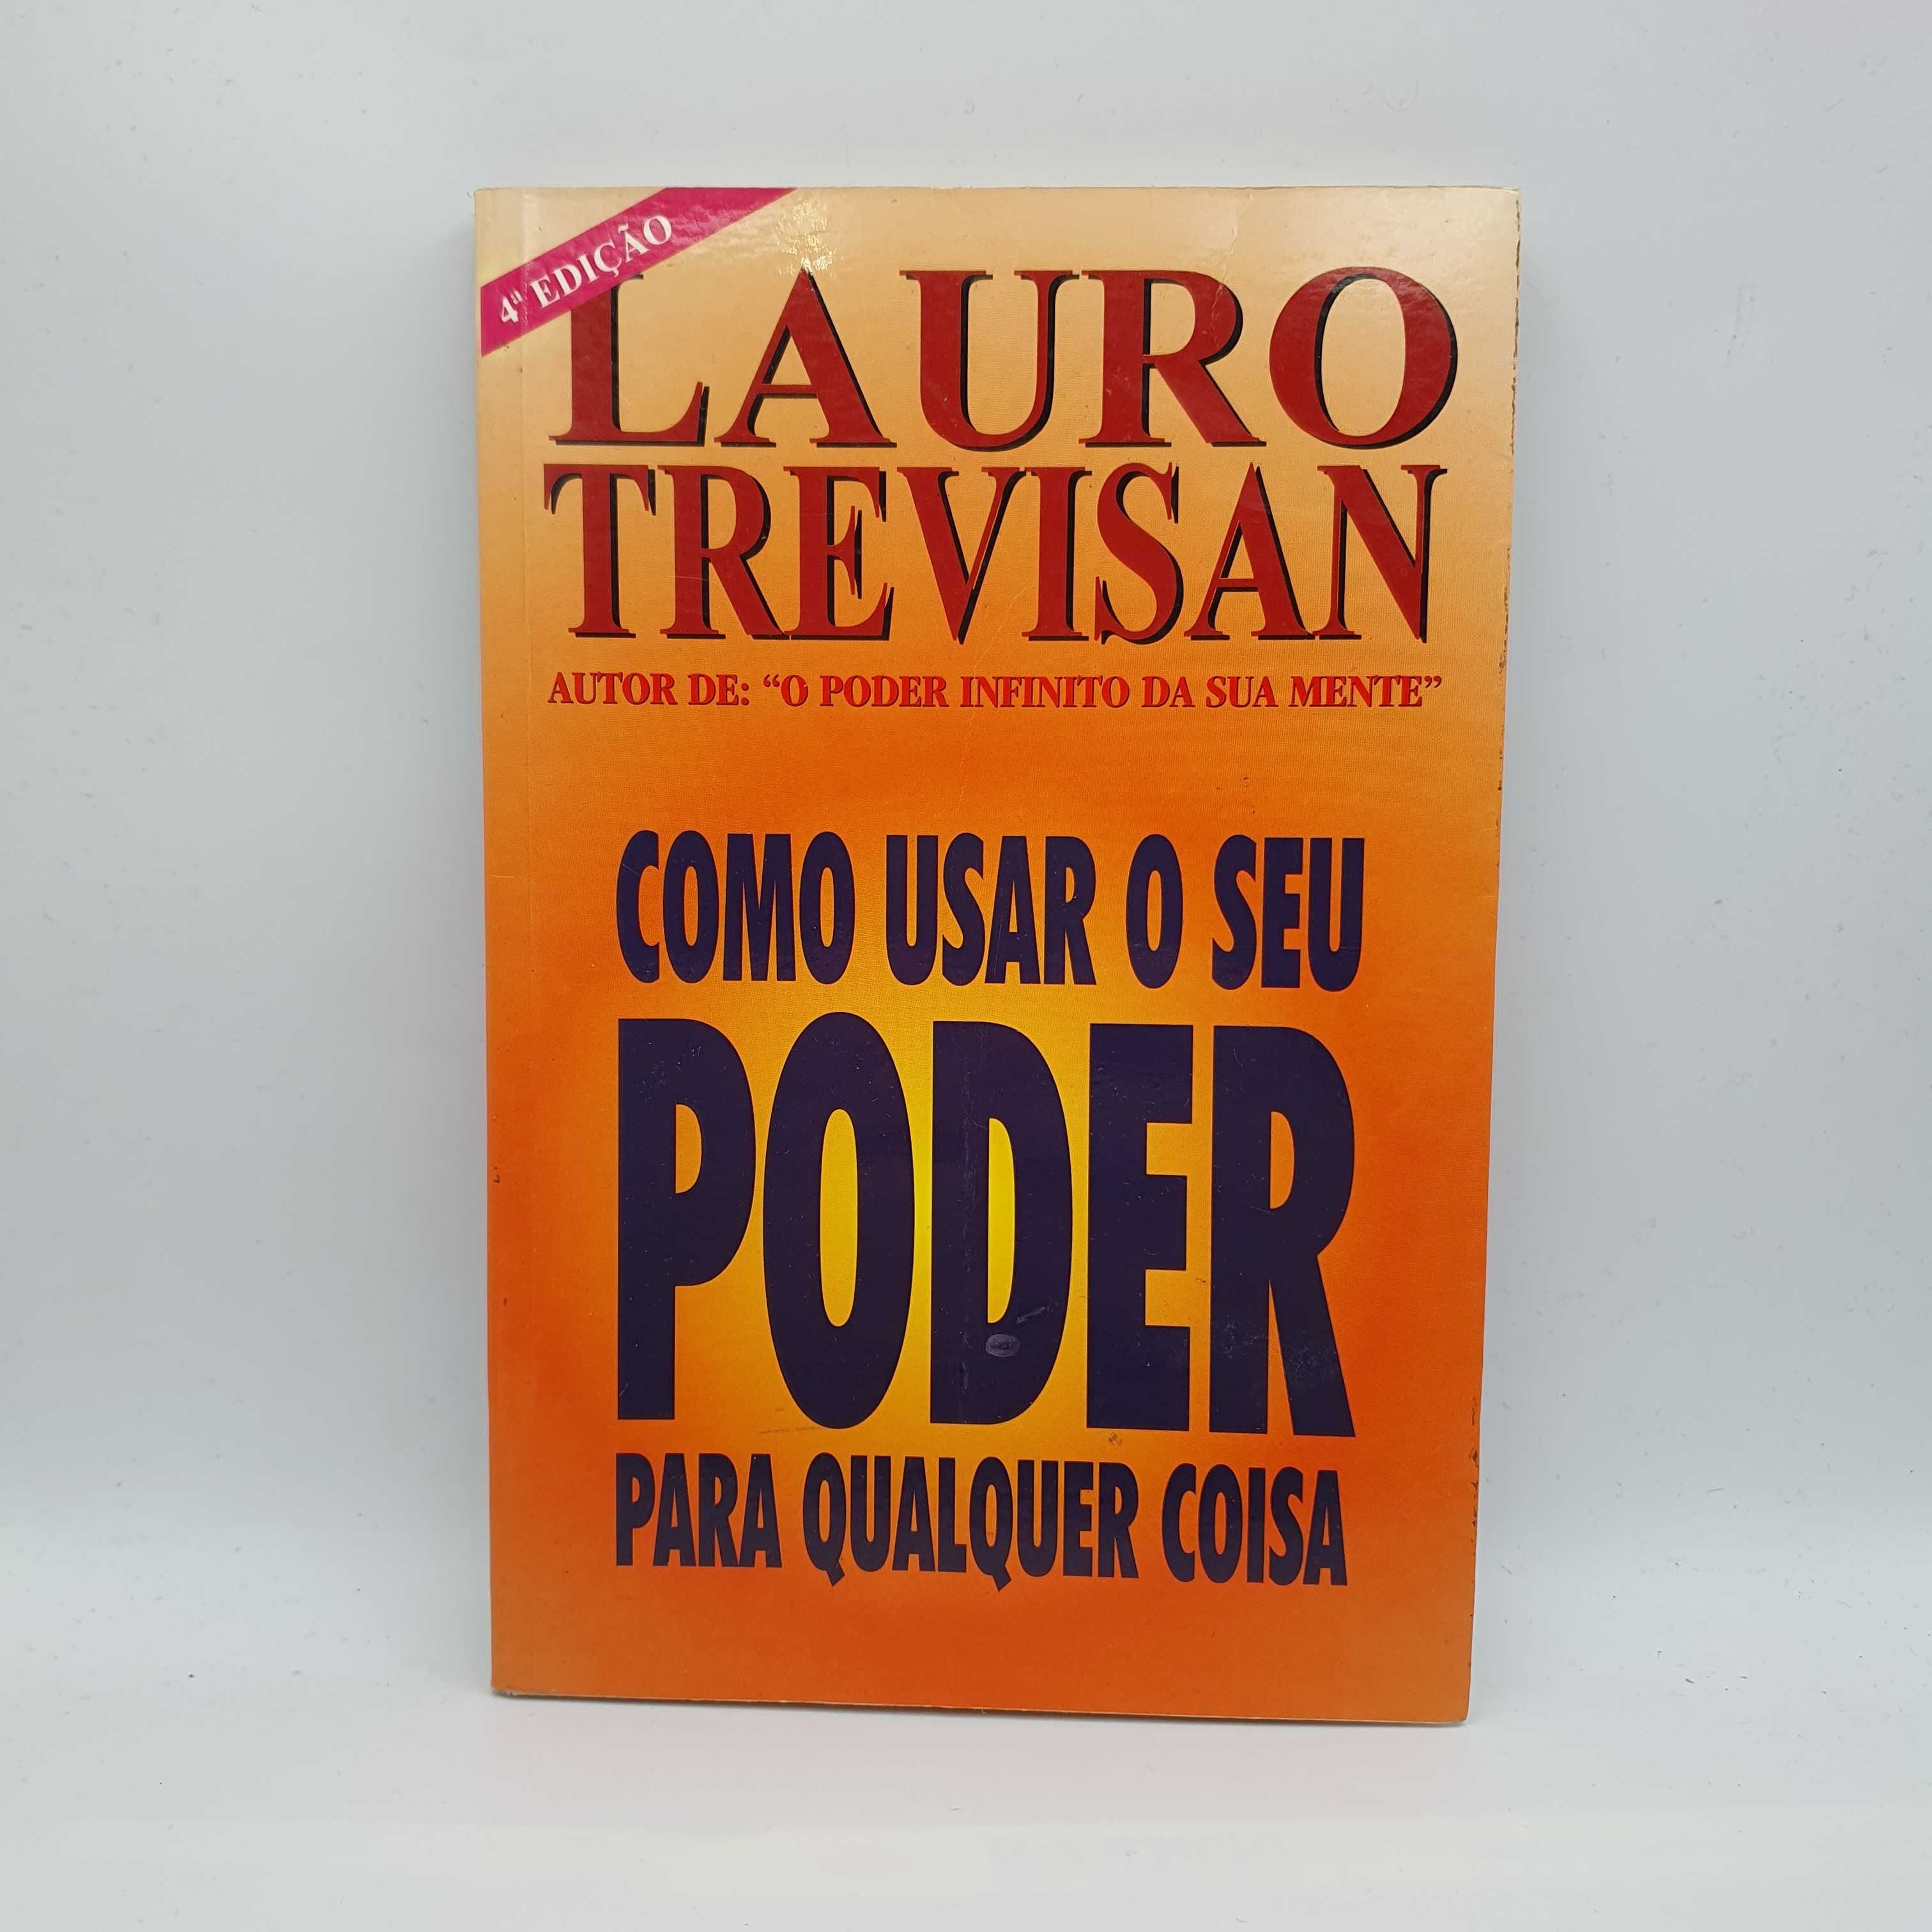 4ª EDIÇÃO
LAURO
TREVISAN
AUTOR DE: “O PODER INFINITO DA SUA MENTE”
COMO USAR O SEU
PODER
PARA QUALQUER COISA